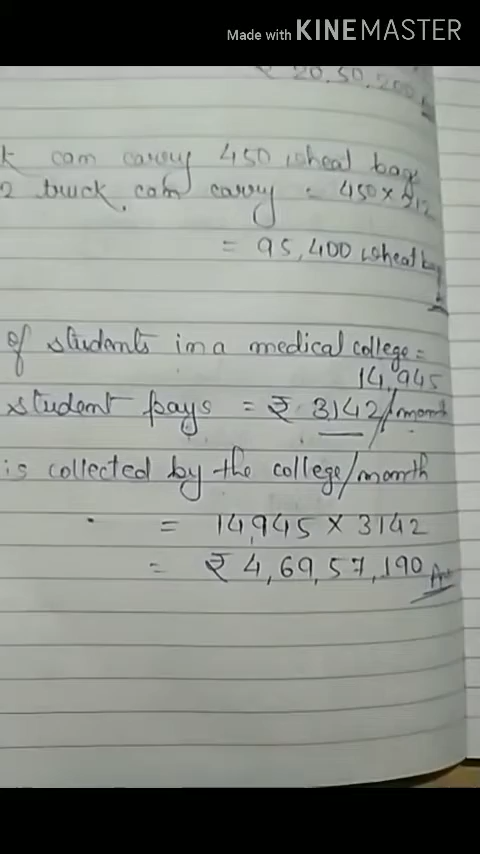 Made with KINEMASTER
₹ 20,50,200
k can carry 450 wheat bags
2 truck can carry = 450 × 212
= 95,400 wheat bag
of students in a medical college =
14,945
student pays = ₹ 3142/month
is collected by the college/month
= 14,945 × 3142
= ₹ 4,69,57,190 Ans